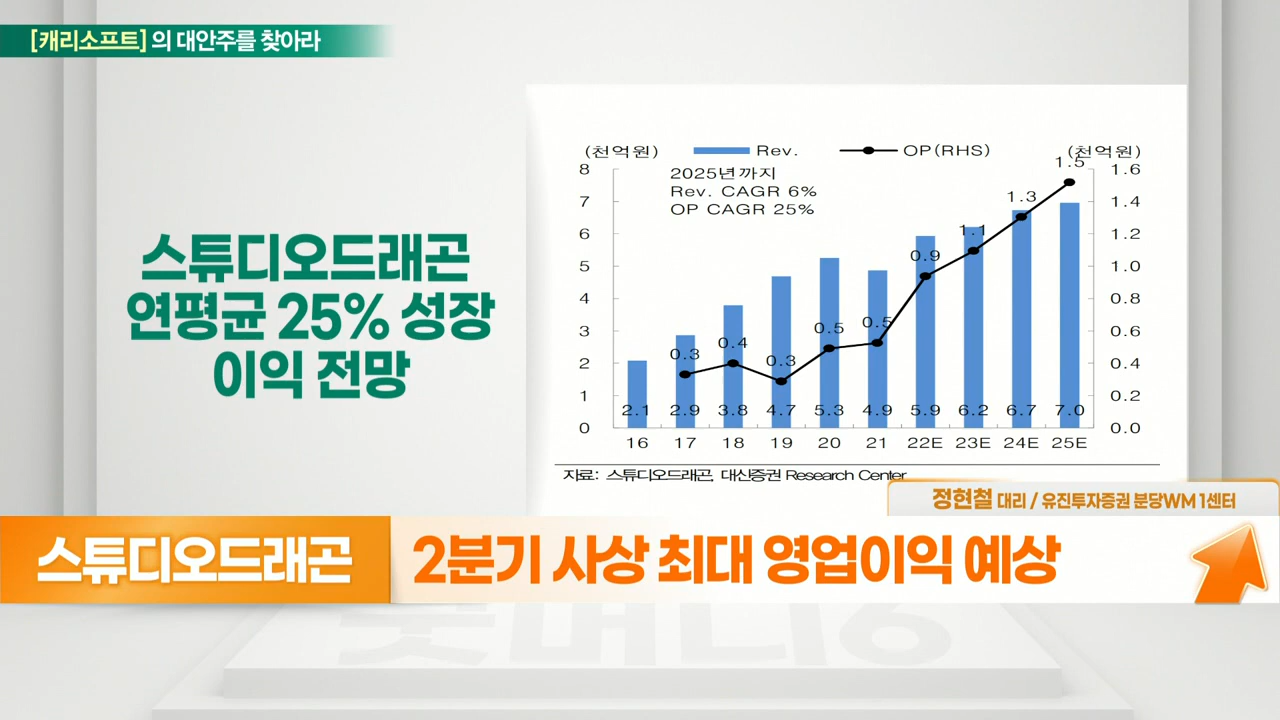 [캐리소프트] 의 대안주를 찾아라
스튜디오드래곤
연평균 25% 성장
이익 전망
(천억원) Rev. OP(RHS) (천억원)
2025년까지
Rev. CAGR 6%
OP CAGR 25%
8 7 6 5 4 3 2 1 0
1.6 1.4 1.2 1.0 0.8 0.6 0.4 0.2 0.0
0.3 0.4 0.3 0.5 0.5 0.9 1.1 1.3 1.5
2.1 2.9 3.8 4.7 5.3 4.9 5.9 6.2 6.7 7.0
16 17 18 19 20 21 22E 23E 24E 25E
자료: 스튜디오드래곤, 대신증권 Research Center
정현철 대리 / 유진투자증권 분당WM 1센터
스튜디오드래곤
2분기 사상 최대 영업이익 예상